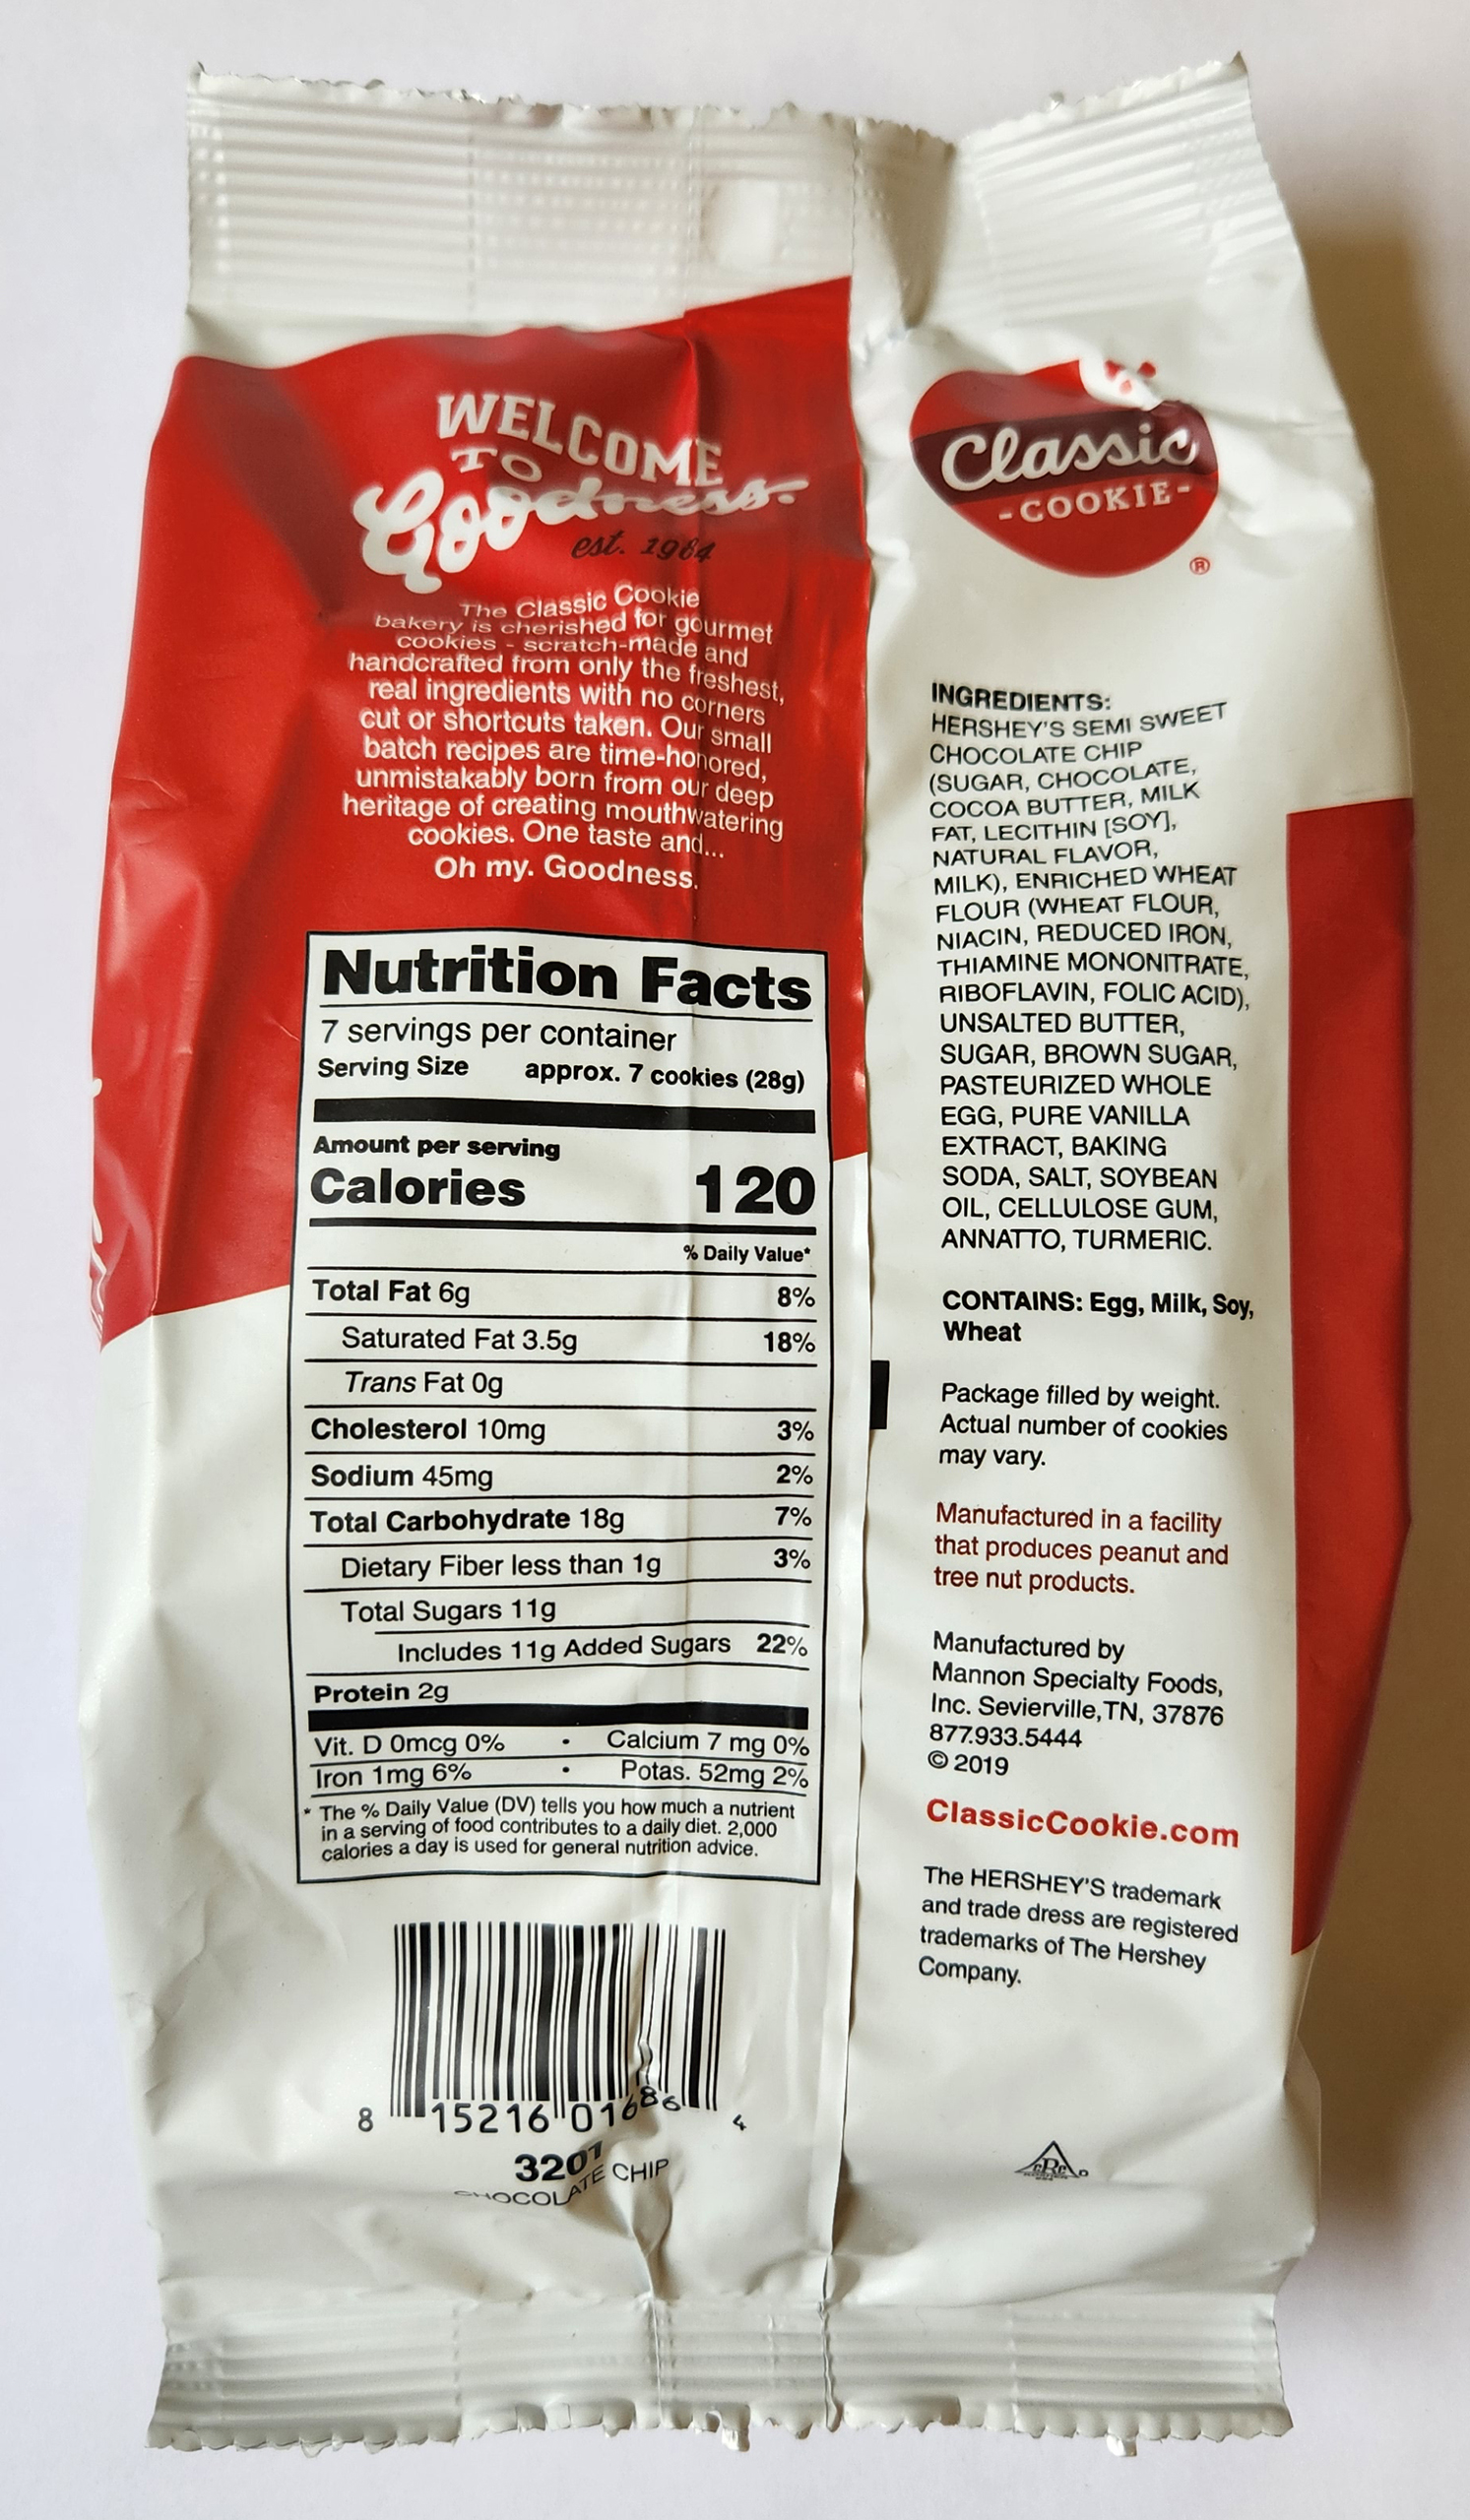 WELCOME
TO
Goodness.
est. 1984
The Classic Cookie
bakery is cherished for gourmet
cookies - scratch-made and
handcrafted from only the freshest,
real ingredients with no corners
cut or shortcuts taken. Our small
batch recipes are time-honored,
unmistakably born from our deep
heritage of creating mouthwatering
cookies. One taste and...
Oh my. Goodness.
Nutrition Facts
7 servings per container
Serving Size approx. 7 cookies (28g)
Amount per serving
Calories 120
% Daily Value*
Total Fat 6g 8%
Saturated Fat 3.5g 18%
Trans Fat 0g
Cholesterol 10mg 3%
Sodium 45mg 2%
Total Carbohydrate 18g 7%
Dietary Fiber less than 1g 3%
Total Sugars 11g
Includes 11g Added Sugars 22%
Protein 2g
Vit. D 0mcg 0% • Calcium 7 mg 0%
Iron 1mg 6% • Potas. 52mg 2%
* The % Daily Value (DV) tells you how much a nutrient
in a serving of food contributes to a daily diet. 2,000
calories a day is used for general nutrition advice.
8 15216 01686 4
3207
CHOCOLATE CHIP
Classic
-COOKIE-
®
INGREDIENTS:
HERSHEY'S SEMI SWEET
CHOCOLATE CHIP
(SUGAR, CHOCOLATE,
COCOA BUTTER, MILK
FAT, LECITHIN [SOY],
NATURAL FLAVOR,
MILK), ENRICHED WHEAT
FLOUR (WHEAT FLOUR,
NIACIN, REDUCED IRON,
THIAMINE MONONITRATE,
RIBOFLAVIN, FOLIC ACID),
UNSALTED BUTTER,
SUGAR, BROWN SUGAR,
PASTEURIZED WHOLE
EGG, PURE VANILLA
EXTRACT, BAKING
SODA, SALT, SOYBEAN
OIL, CELLULOSE GUM,
ANNATTO, TURMERIC.
CONTAINS: Egg, Milk, Soy,
Wheat
Package filled by weight.
Actual number of cookies
may vary.
Manufactured in a facility
that produces peanut and
tree nut products.
Manufactured by
Mannon Specialty Foods,
Inc. Sevierville, TN, 37876
877.933.5444
© 2019
ClassicCookie.com
The HERSHEY'S trademark
and trade dress are registered
trademarks of The Hershey
Company.
cRc